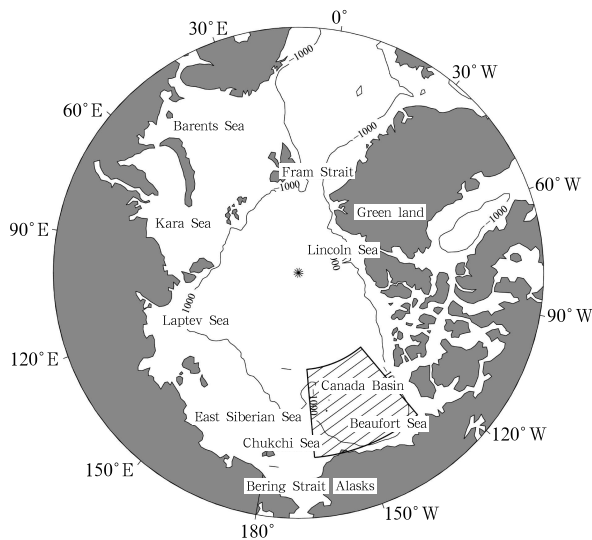 0°
30°E
−1000
30°W
60°E
Barents Sea
−1000
Fram Strait
−1000
60°W
Kara Sea
Green land
−1000
90°E
Lincoln Sea
1000
90°W
Laptev Sea
120°E
Canada Basin
East Siberian Sea
Beaufort Sea
Chukchi Sea
120°W
150°E
Bering Strait
Alasks
150°W
180°